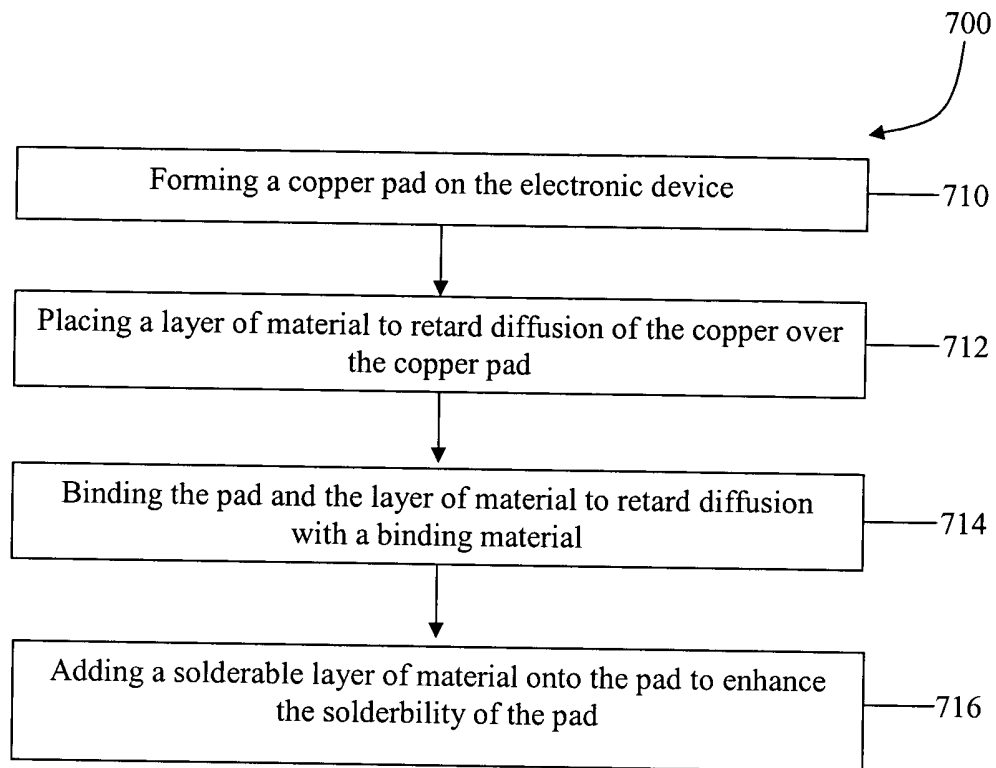 700
Forming a copper pad on the electronic device
710
Placing a layer of material to retard diffusion of the copper over
the copper pad
712
Binding the pad and the layer of material to retard diffusion
with a binding material
714
Adding a solderable layer of material onto the pad to enhance
the solderbility of the pad
716